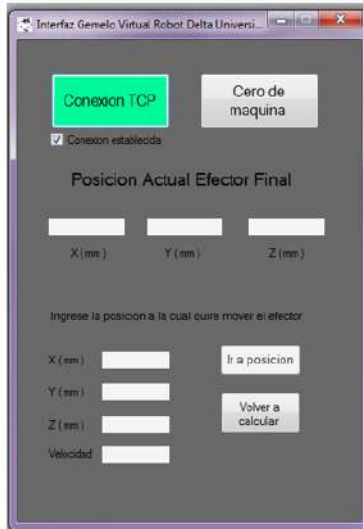 Interfaz Gemelo Virtual Robot Delta Universi...
Conexion TCP
Cero de
maquina
Conexion establecida
Posicion Actual Efector Final
X (mm) Y (mm) Z (mm)
Ingrese la posicion a la cual quire mover el efector
X (mm)
Ir a posicion
Y (mm)
Z (mm)
Volver a
calcular
Velocidad